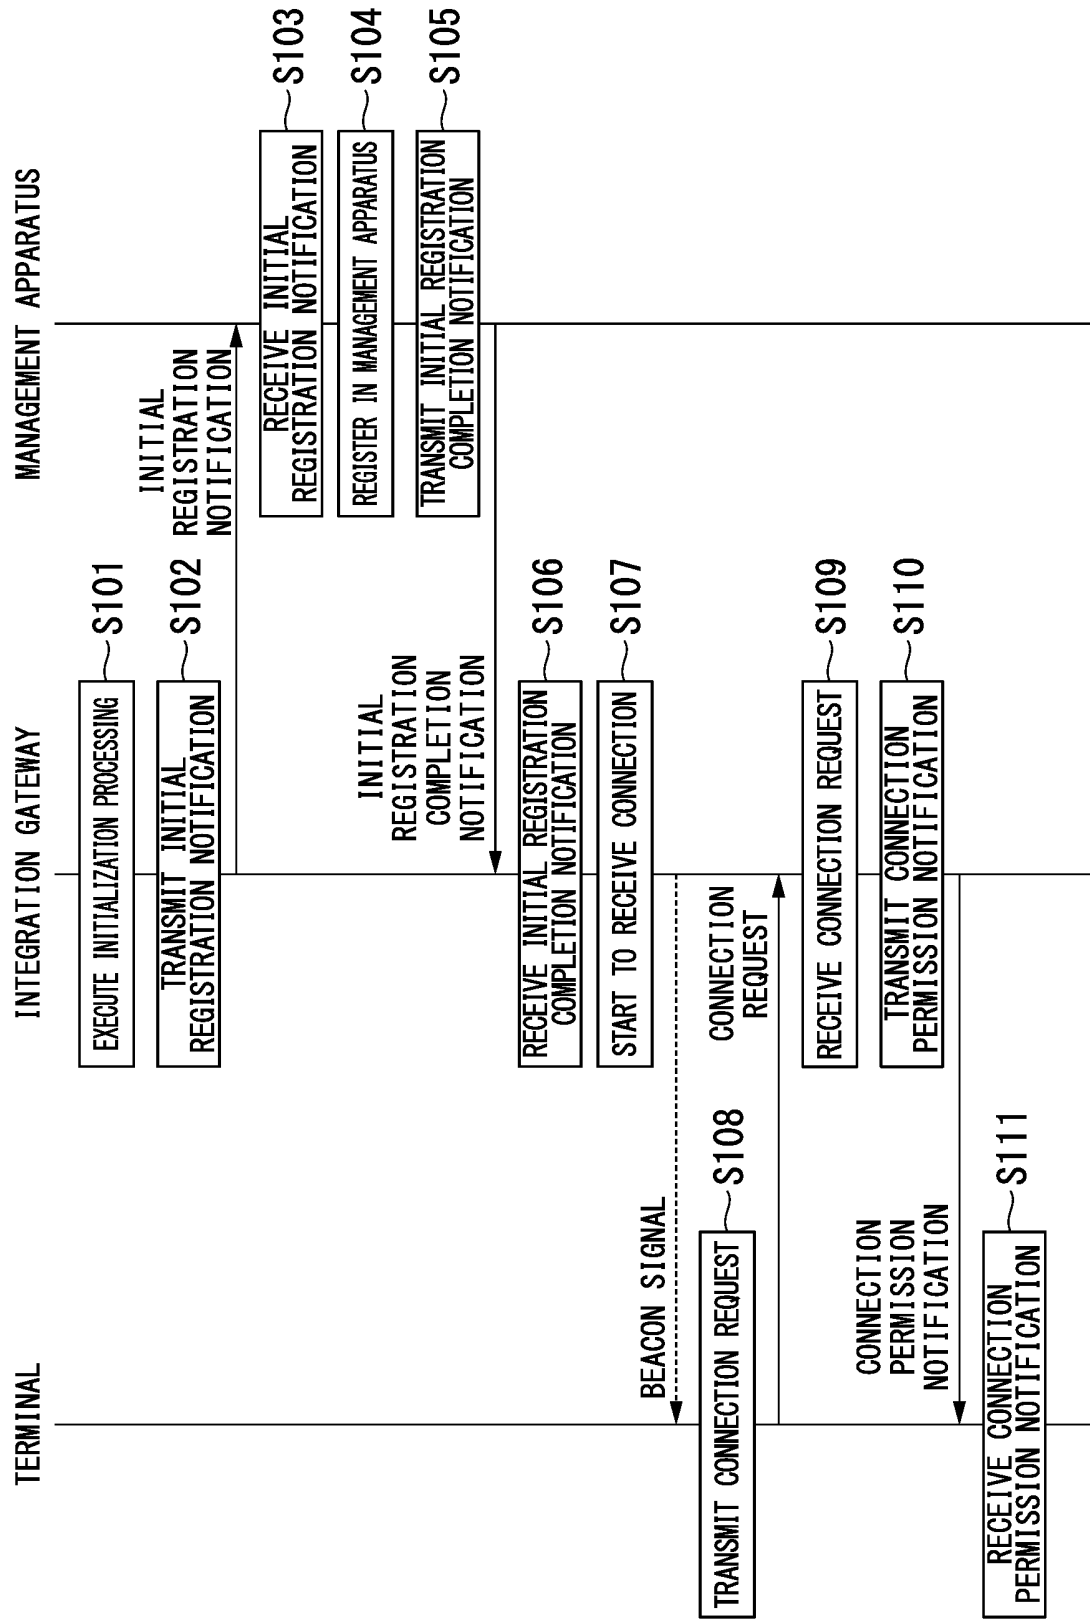 TERMINAL
INTEGRATION GATEWAY
MANAGEMENT APPARATUS
EXECUTE INITIALIZATION PROCESSING
S101
TRANSMIT INITIAL
REGISTRATION NOTIFICATION
S102
INITIAL
REGISTRATION
NOTIFICATION
RECEIVE INITIAL
REGISTRATION NOTIFICATION
S103
REGISTER IN MANAGEMENT APPARATUS
S104
TRANSMIT INITIAL REGISTRATION
COMPLETION NOTIFICATION
S105
INITIAL
REGISTRATION
COMPLETION
NOTIFICATION
RECEIVE INITIAL REGISTRATION
COMPLETION NOTIFICATION
S106
START TO RECEIVE CONNECTION
S107
BEACON SIGNAL
TRANSMIT CONNECTION REQUEST
S108
CONNECTION
REQUEST
RECEIVE CONNECTION REQUEST
S109
TRANSMIT CONNECTION
PERMISSION NOTIFICATION
S110
CONNECTION
PERMISSION
NOTIFICATION
RECEIVE CONNECTION
PERMISSION NOTIFICATION
S111